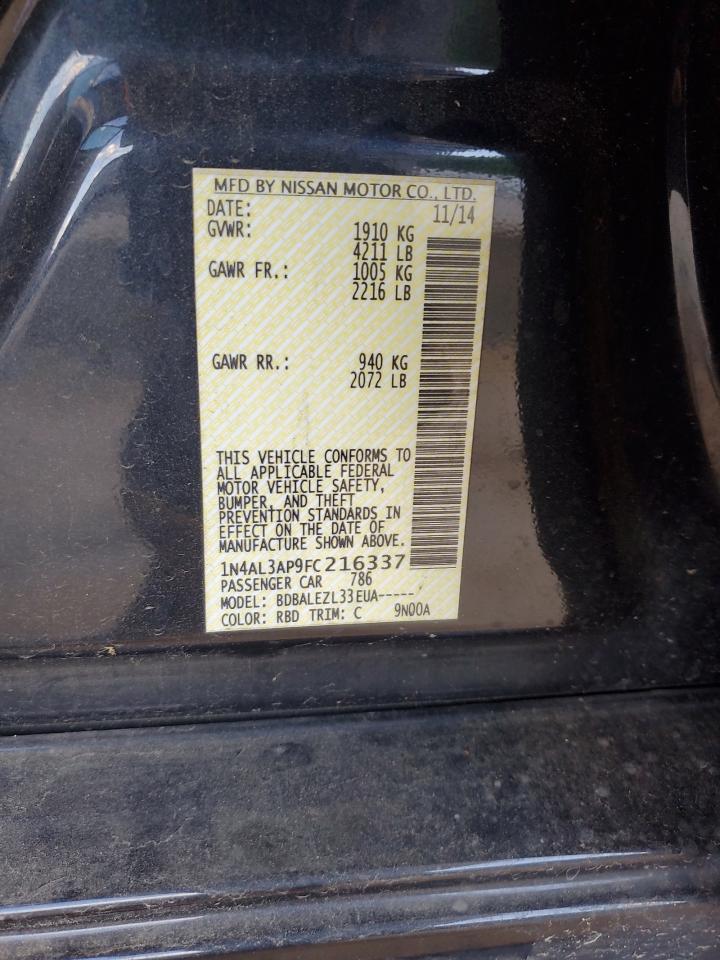 MFD BY NISSAN MOTOR CO., LTD.
DATE: 11/14
GVWR: 1910 KG
4211 LB
GAWR FR.: 1005 KG
2216 LB
GAWR RR.: 940 KG
2072 LB
THIS VEHICLE CONFORMS TO
ALL APPLICABLE FEDERAL
MOTOR VEHICLE SAFETY,
BUMPER, AND THEFT
PREVENTION STANDARDS IN
EFFECT ON THE DATE OF
MANUFACTURE SHOWN ABOVE.
1N4AL3AP9FC216337
PASSENGER CAR 786
MODEL: BDBALEZL33EUA-----
COLOR: RBD TRIM: C 9N00A